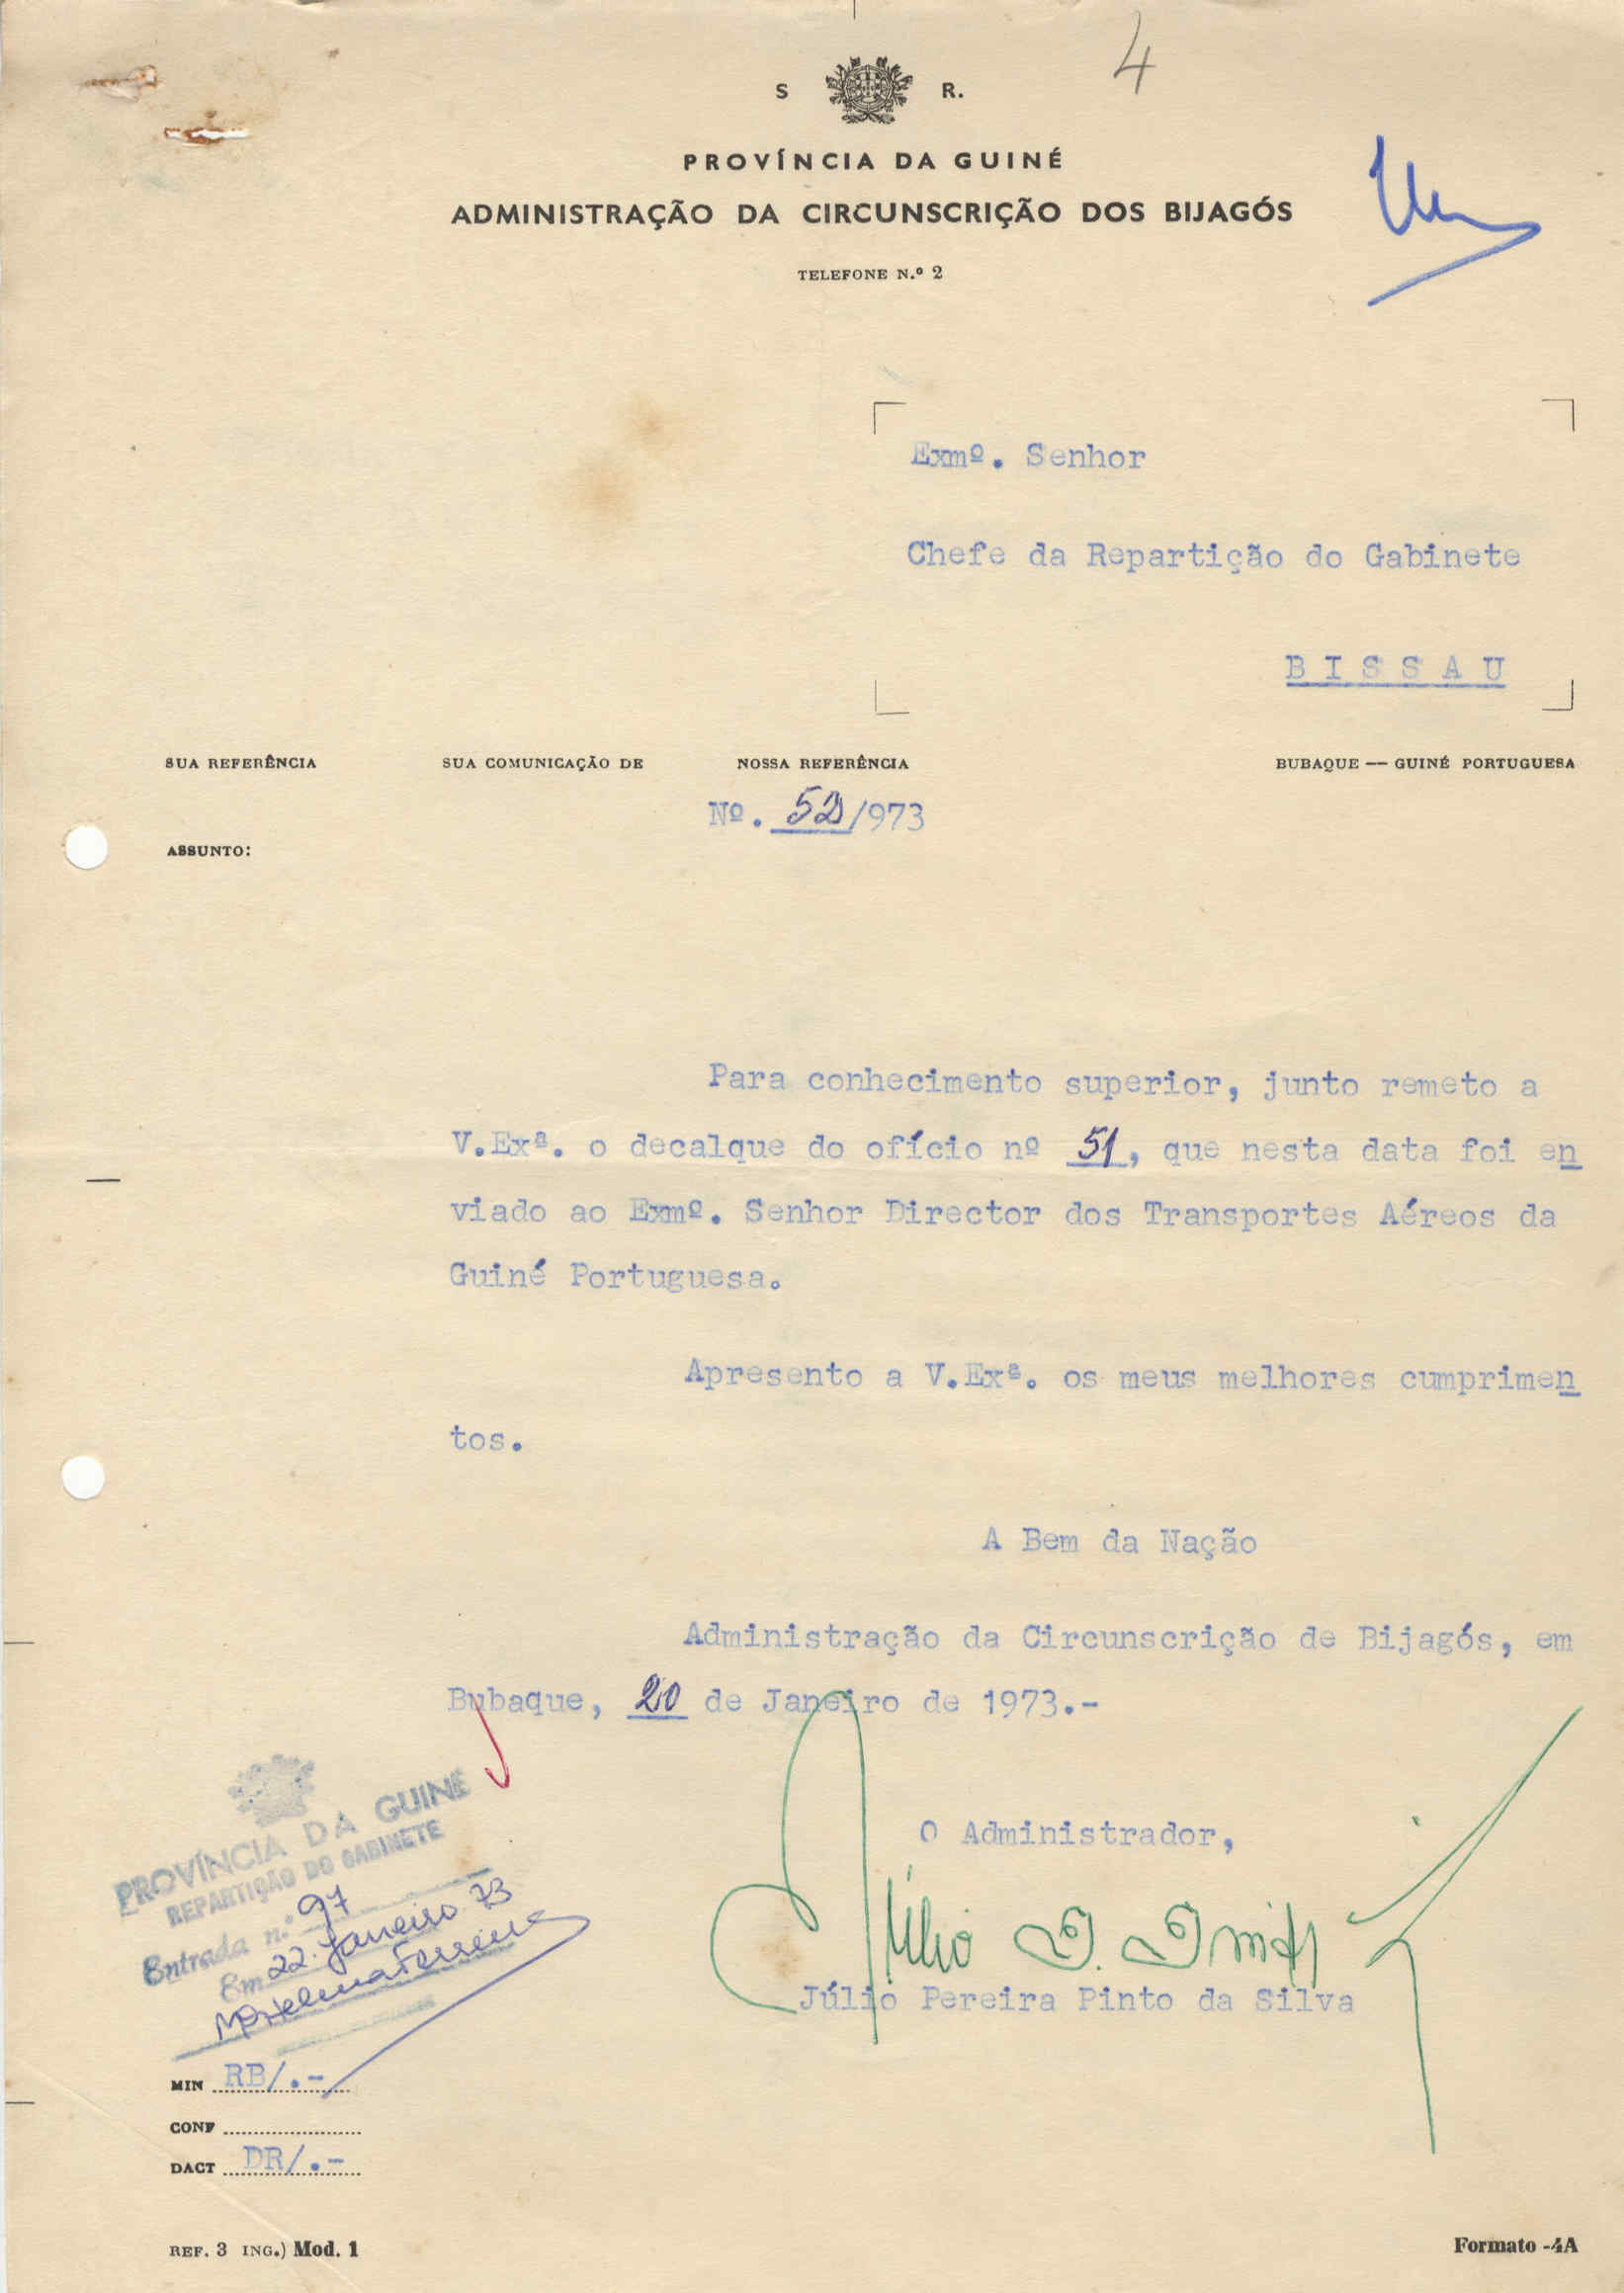 4
S R.
PROVÍNCIA DA GUINÉ
ADMINISTRAÇÃO DA CIRCUNSCRIÇÃO DOS BIJAGÓS
TELEFONE N.º 2
Exmº. Senhor
Chefe da Repartição do Gabinete
B I S S A U
SUA REFERÊNCIA SUA COMUNICAÇÃO DE NOSSA REFERÊNCIA BUBAQUE — GUINÉ PORTUGUESA
Nº. 52/973
ASSUNTO:
Para conhecimento superior, junto remeto a
V.Exª. o decalque do ofício nº 51, que nesta data foi en
viado ao Exmº. Senhor Director dos Transportes Aéreos da
Guiné Portuguesa.
Apresento a V.Exª. os meus melhores cumprimen
tos.
A Bem da Nação
Administração da Circunscrição de Bijagós, em
Bubaque, 20 de Janeiro de 1973.-
O Administrador,
Júlio Pereira Pinto da Silva
PROVÍNCIA DA GUINÉ
REPARTIÇÃO DO GABINETE
Entrada n.º 97
Em 22 Janeiro 73
MIN RB/.-
CONF
DACT DR/.-
REF. 3 ING.) Mod. 1
Formato -4A